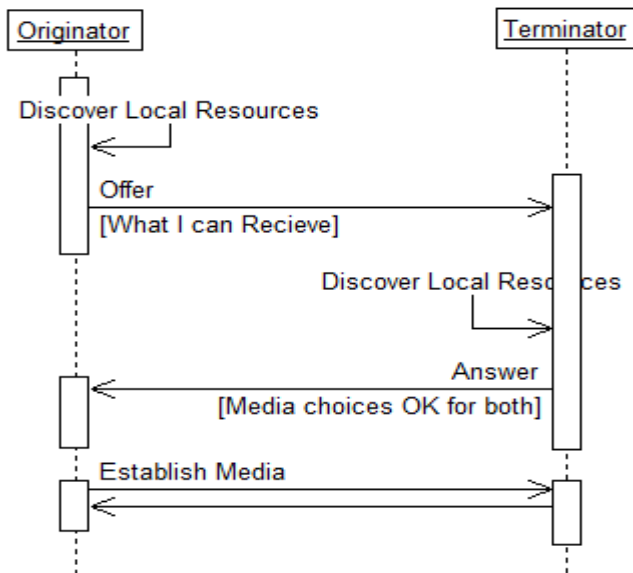 Originator
Terminator
Discover Local Resources
Offer
[What I can Recieve]
Discover Local Resources
Answer
[Media choices OK for both]
Establish Media